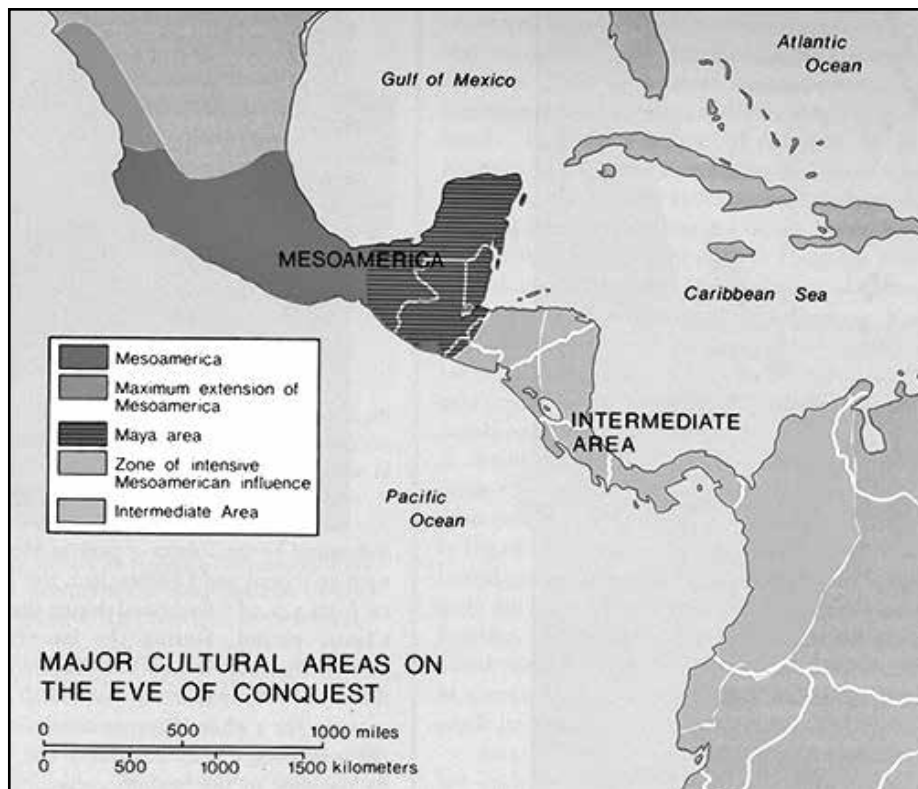 Atlantic
Ocean
Gulf of Mexico
MESOAMERICA
Caribbean Sea
Mesoamerica
Maximum extension of
Mesoamerica
Maya area
Zone of intensive
Mesoamerican influence
Intermediate Area
INTERMEDIATE
AREA
Pacific
Ocean
MAJOR CULTURAL AREAS ON
THE EVE OF CONQUEST
0 500 1000 miles
0 500 1000 1500 kilometers